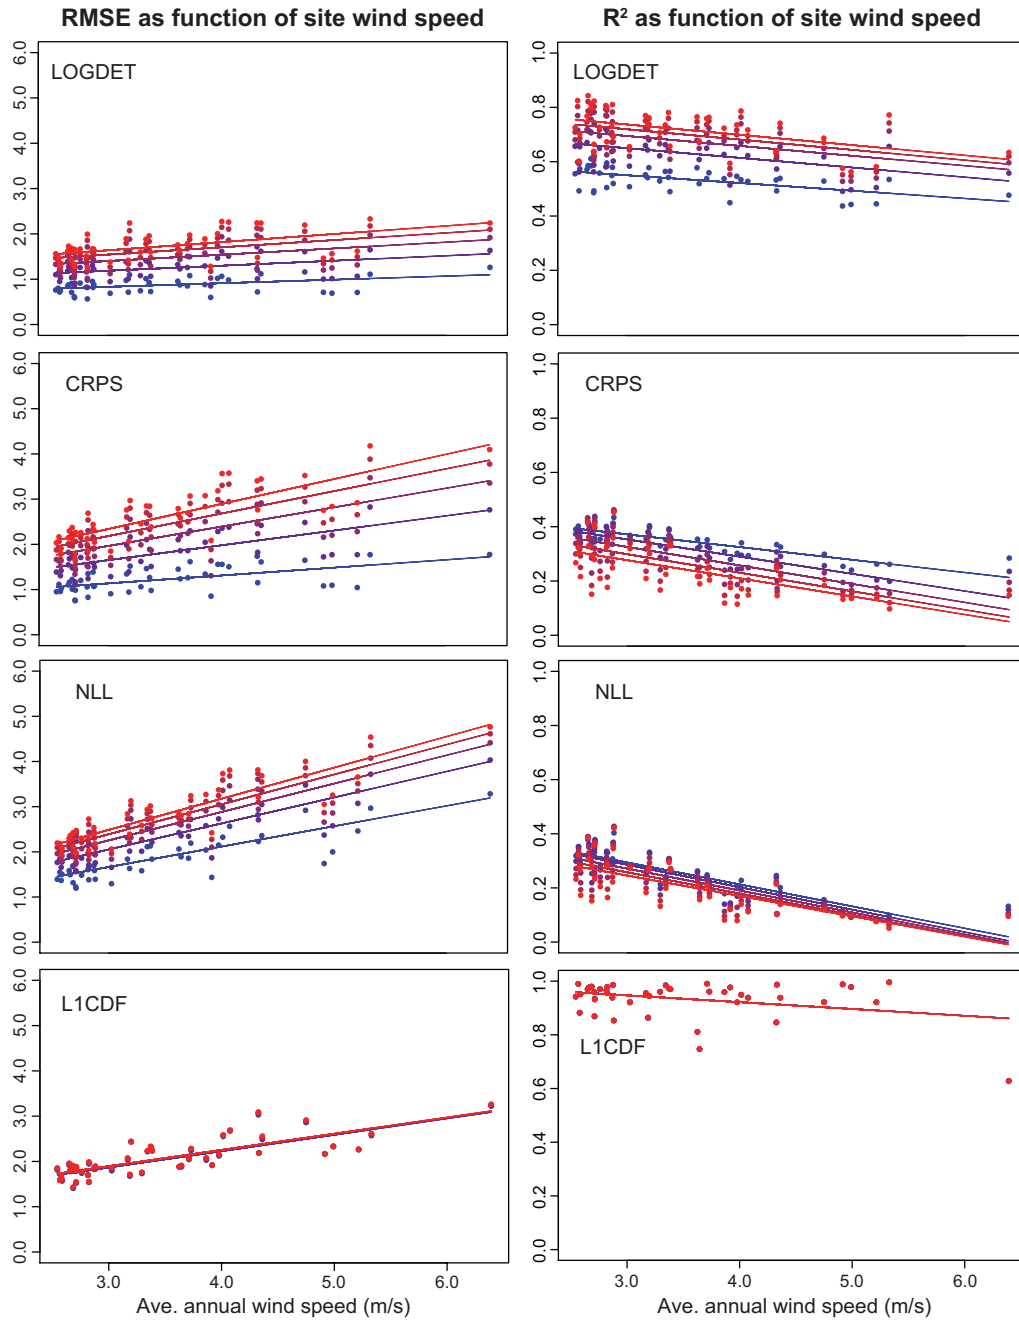 RMSE as function of site wind speed
R² as function of site wind speed
LOGDET
0.0 1.0 2.0 3.0 4.0 5.0 6.0
LOGDET
0.0 0.2 0.4 0.6 0.8 1.0
CRPS
0.0 1.0 2.0 3.0 4.0 5.0 6.0
CRPS
0.0 0.2 0.4 0.6 0.8 1.0
NLL
0.0 1.0 2.0 3.0 4.0 5.0 6.0
NLL
0.0 0.2 0.4 0.6 0.8 1.0
L1CDF
0.0 1.0 2.0 3.0 4.0 5.0 6.0
L1CDF
0.0 0.2 0.4 0.6 0.8 1.0
3.0 4.0 5.0 6.0
3.0 4.0 5.0 6.0
Ave. annual wind speed (m/s)
Ave. annual wind speed (m/s)